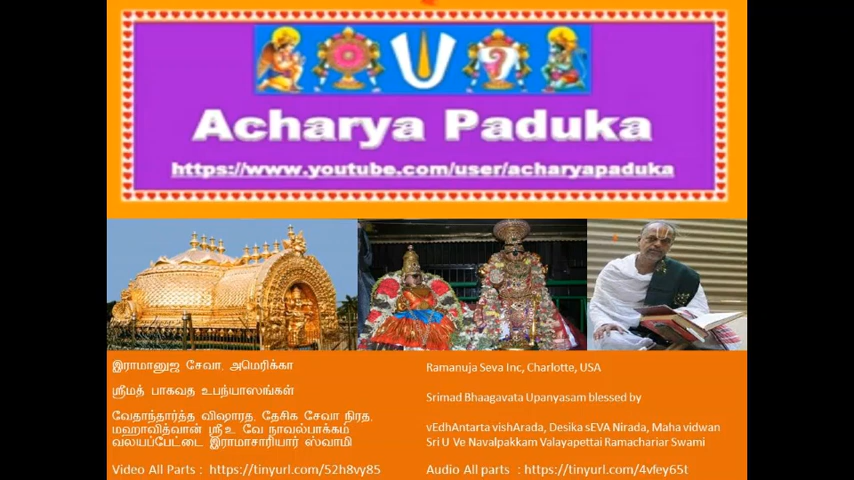 Acharya Paduka
https://www.youtube.com/user/acharyapaduka
இராமானுஜ சேவா, அமெரிக்கா
ஸ்ரீமத் பாகவத உபந்யாஸங்கள்
வேதாந்தார்த்த விஷாரத, தேசிக சேவா நிரத,
மஹாவித்வான் ஸ்ரீ உ வே நாவல்பாக்கம்
வலயப்பேட்டை இராமாசாரியார் ஸ்வாமி
Video All Parts : https://tinyurl.com/52h8vy85
Ramanuja Seva Inc, Charlotte, USA
Srimad Bhaagavata Upanyasam blessed by
vEdhAntarta vishArada, Desika sEVA Nirada, Maha vidwan
Sri U Ve Navalpakkam Valayapettai Ramachariar Swami
Audio All parts : https://tinyurl.com/4vfey65t